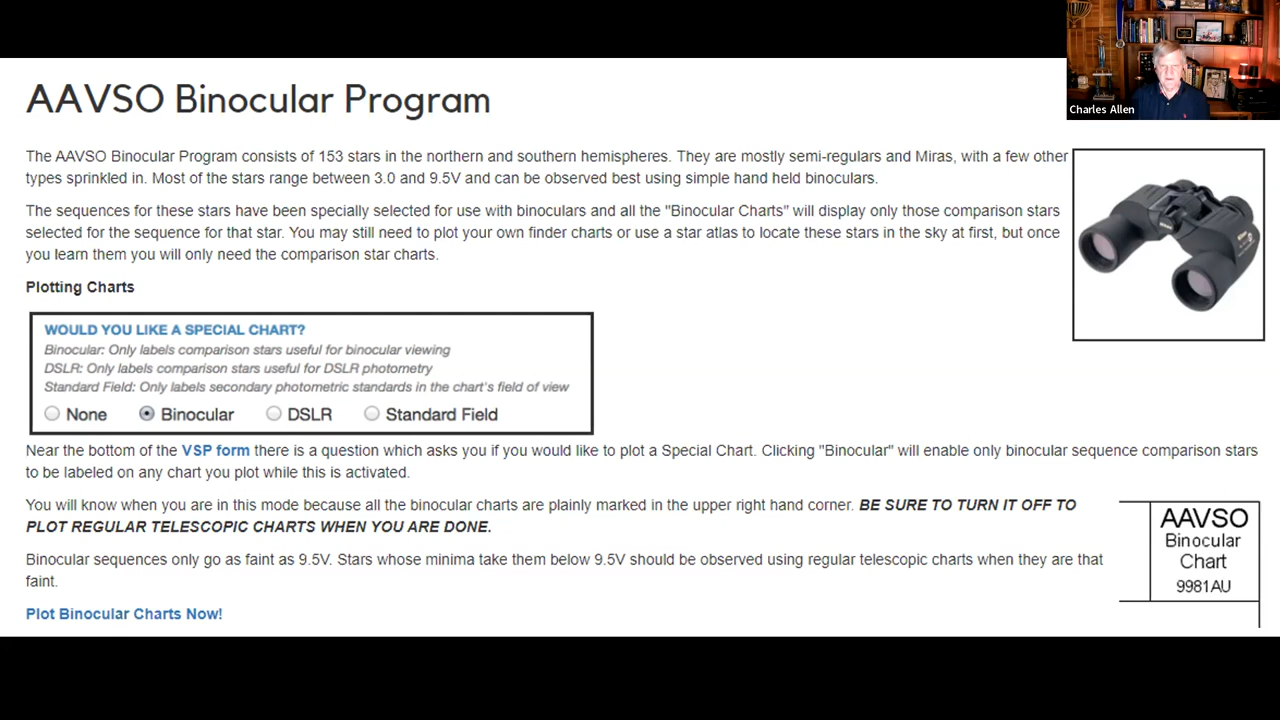 Charles Allen
AAVSO Binocular Program
The AAVSO Binocular Program consists of 153 stars in the northern and southern hemispheres. They are mostly semi-regulars and Miras, with a few other
types sprinkled in. Most of the stars range between 3.0 and 9.5V and can be observed best using simple hand held binoculars.
The sequences for these stars have been specially selected for use with binoculars and all the "Binocular Charts" will display only those comparison stars
selected for the sequence for that star. You may still need to plot your own finder charts or use a star atlas to locate these stars in the sky at first, but once
you learn them you will only need the comparison star charts.
Plotting Charts
WOULD YOU LIKE A SPECIAL CHART?
Binocular: Only labels comparison stars useful for binocular viewing
DSLR: Only labels comparison stars useful for DSLR photometry
Standard Field: Only labels secondary photometric standards in the chart's field of view
None Binocular DSLR Standard Field
Near the bottom of the VSP form there is a question which asks you if you would like to plot a Special Chart. Clicking "Binocular" will enable only binocular sequence comparison stars
to be labeled on any chart you plot while this is activated.
You will know when you are in this mode because all the binocular charts are plainly marked in the upper right hand corner. BE SURE TO TURN IT OFF TO
PLOT REGULAR TELESCOPIC CHARTS WHEN YOU ARE DONE.
Binocular sequences only go as faint as 9.5V. Stars whose minima take them below 9.5V should be observed using regular telescopic charts when they are that
faint.
Plot Binocular Charts Now!
AAVSO
Binocular
Chart
9981AU